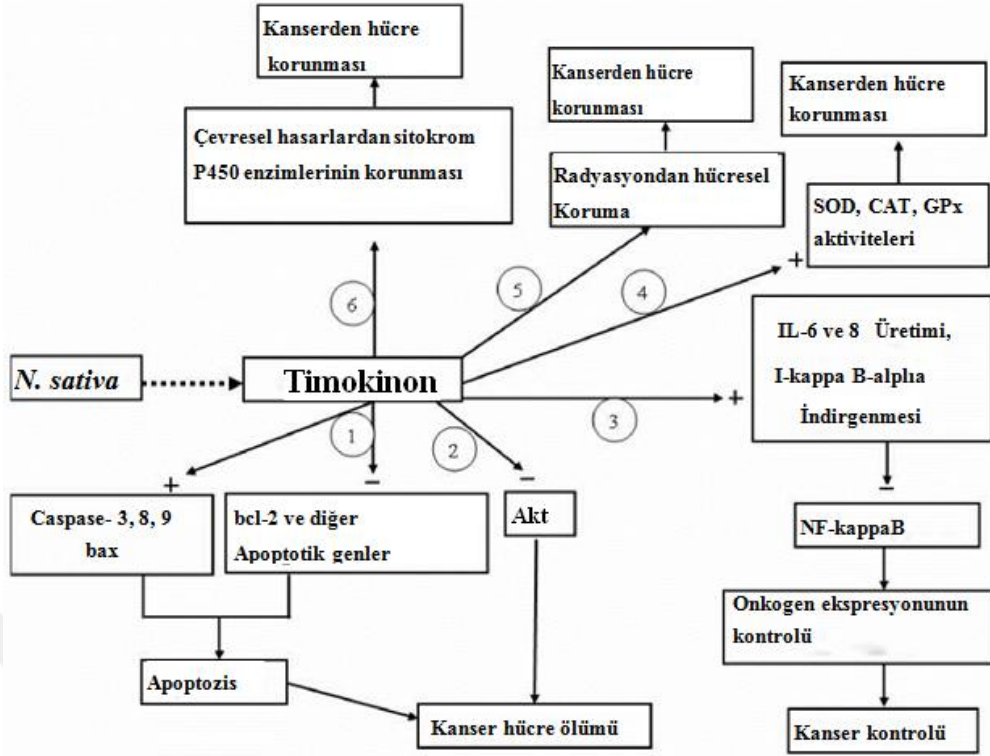 Kanserden hücre
korunması
Kanserden hücre
korunması
Kanserden hücre
korunması
Çevresel hasarlardan sitokrom
P450 enzimlerinin korunması
Radyasyondan hücresel
Koruma
SOD, CAT, GPx
aktiviteleri
+
6
5
4
IL-6 ve 8 Üretimi,
I-kappa B-alpha
İndirgenmesi
N. sativa
Timokinon
3
+
1
2
+
−
−
−
Caspase- 3, 8, 9
bax
bcl-2 ve diğer
Apoptotik genler
Akt
NF-kappaB
Onkogen ekspresyonunun
kontrolü
Apoptozis
Kanser hücre ölümü
Kanser kontrolü